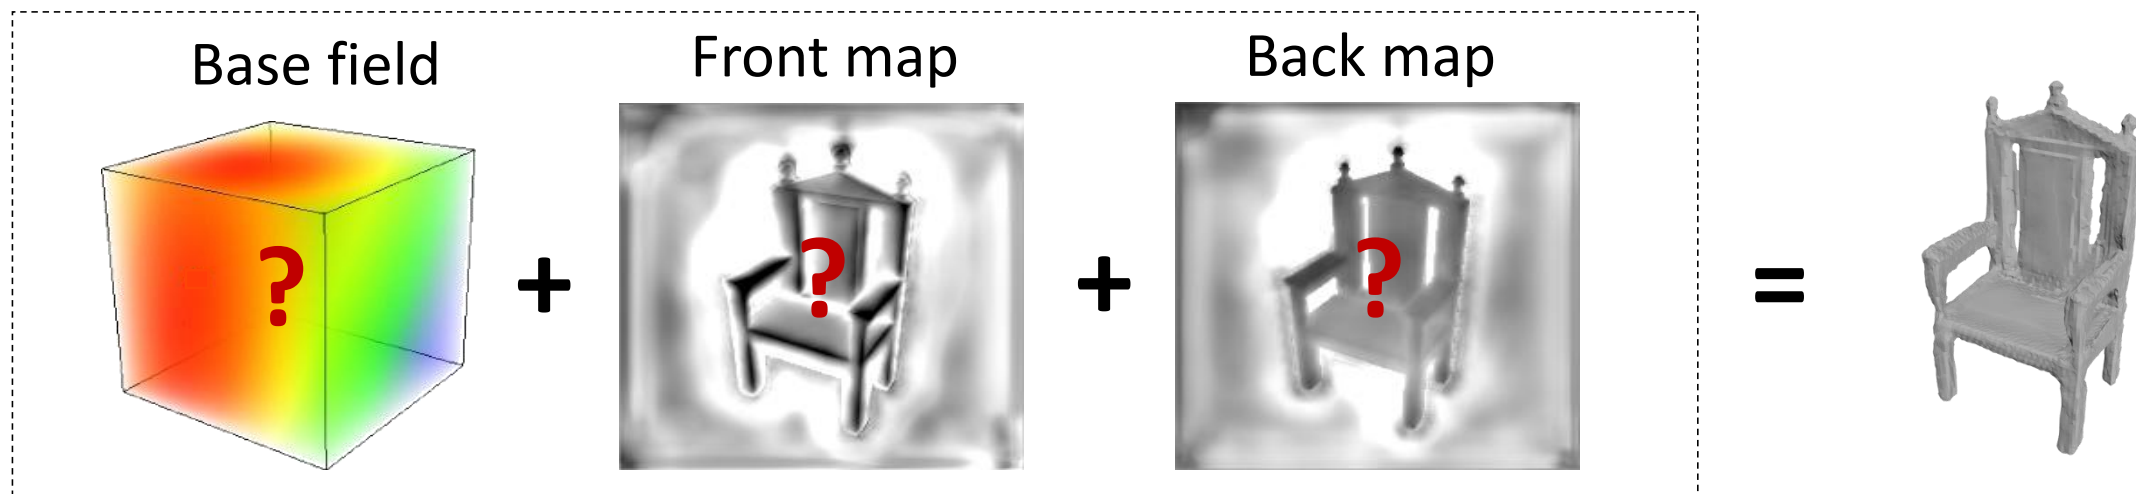 Base field
Front map
Back map
? + ? + ? =